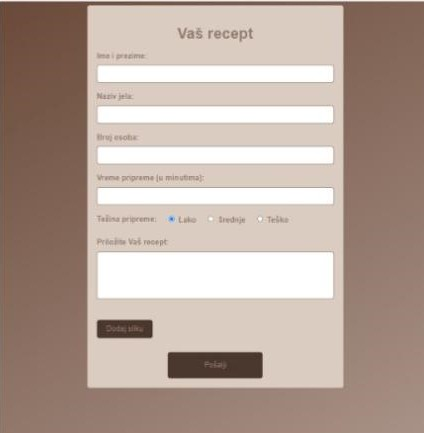 Vaš recept
Ime i prezime:
Naziv jela:
Broj osoba:
Vreme pripreme (u minutima):
Težina pripreme: Lako Srednje Teško
Priložite Vaš recept:
Dodaj sliku
Pošalji